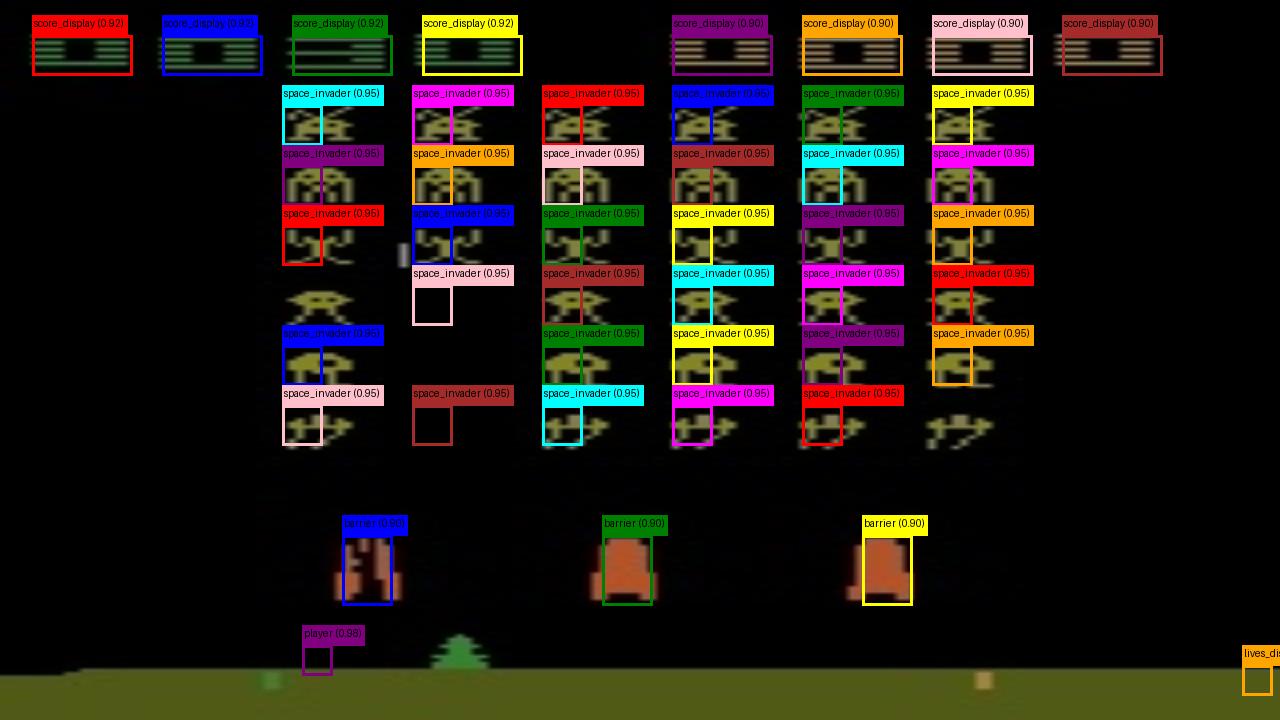 score_display (0.92) score_display (0.92) score_display (0.92) score_display (0.92) score_display (0.90) score_display (0.90) score_display (0.90) score_display (0.90)
space_invader (0.95) space_invader (0.95) space_invader (0.95) space_invader (0.95) space_invader (0.95) space_invader (0.95)
space_invader (0.95) space_invader (0.95) space_invader (0.95) space_invader (0.95) space_invader (0.95) space_invader (0.95)
space_invader (0.95) space_invader (0.95) space_invader (0.95) space_invader (0.95) space_invader (0.95) space_invader (0.95)
space_invader (0.95) space_invader (0.95) space_invader (0.95) space_invader (0.95) space_invader (0.95)
space_invader (0.95) space_invader (0.95) space_invader (0.95) space_invader (0.95) space_invader (0.95)
space_invader (0.95) space_invader (0.95) space_invader (0.95) space_invader (0.95) space_invader (0.95)
barrier (0.90) barrier (0.90) barrier (0.90)
player (0.98)
lives_dis